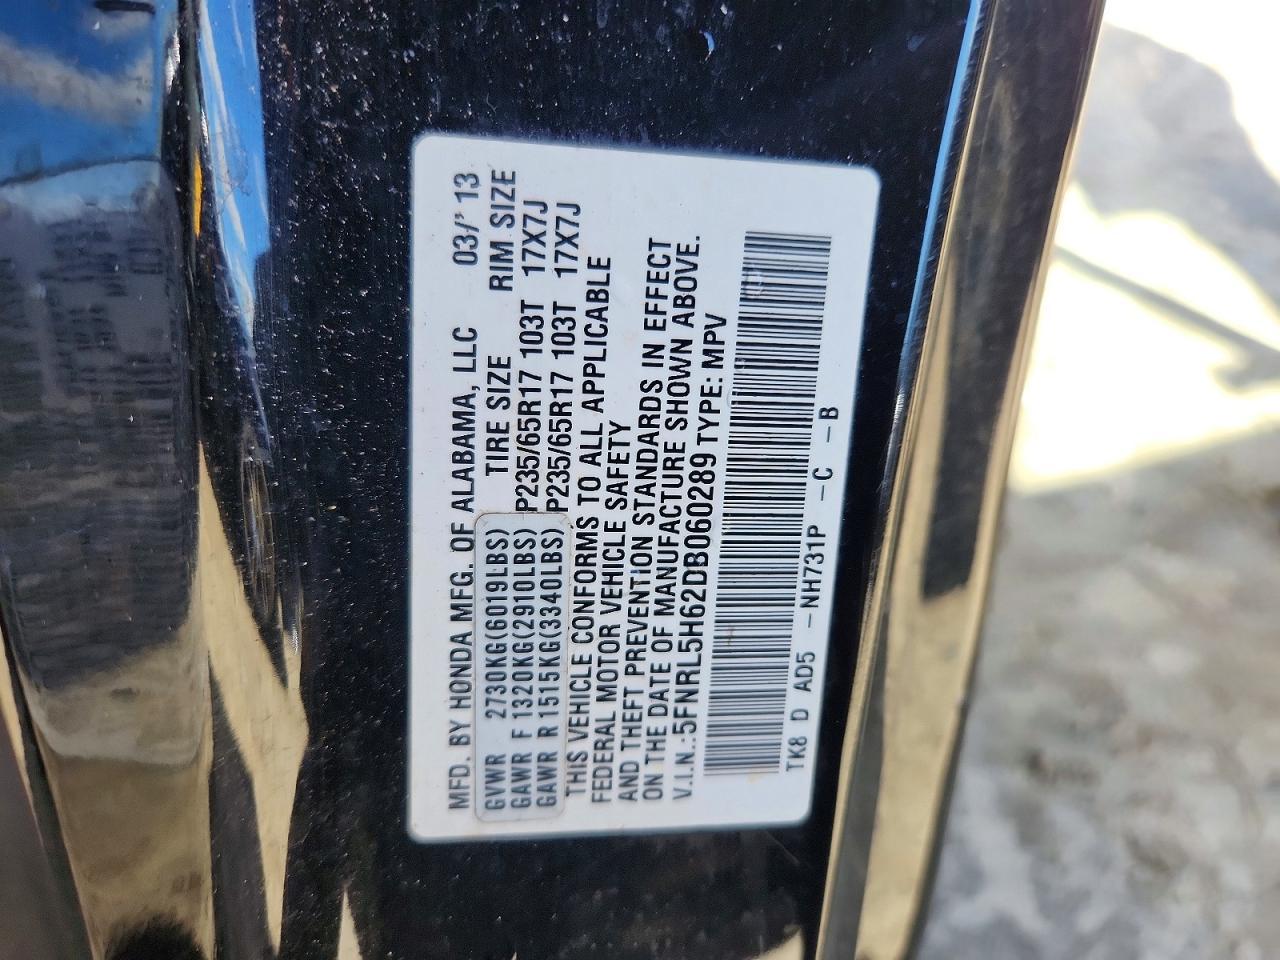 MFD. BY HONDA MFG. OF ALABAMA, LLC 03/' 13
TIRE SIZE RIM SIZE
GVWR 2730KG(6019LBS)
GAWR F 1320KG(2910LBS) P235/65R17 103T 17X7J
GAWR R 1515KG(3340LBS) P235/65R17 103T 17X7J
THIS VEHICLE CONFORMS TO ALL APPLICABLE
FEDERAL MOTOR VEHICLE SAFETY
AND THEFT PREVENTION STANDARDS IN EFFECT
ON THE DATE OF MANUFACTURE SHOWN ABOVE.
V.I.N.:5FNRL5H62DB060289 TYPE: MPV
TK8 D AD5 -NH731P -C -B